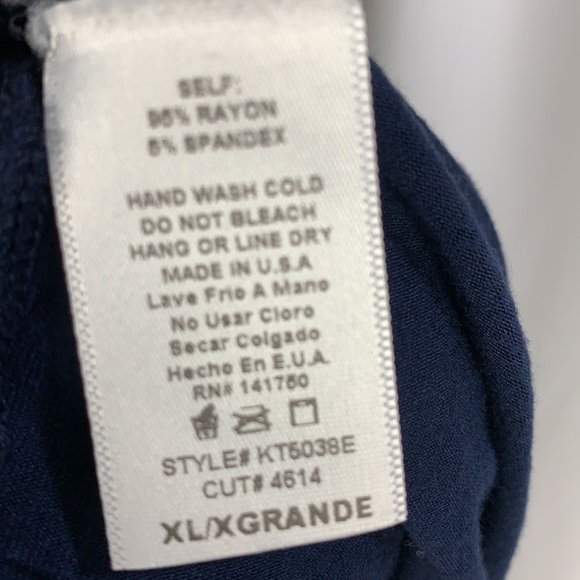 SELF:
95% RAYON
5% SPANDEX
HAND WASH COLD
DO NOT BLEACH
HANG OR LINE DRY
MADE IN U.S.A
Lave Frio A Mano
No Usar Cloro
Secar Colgado
Hecho En E.U.A.
RN# 141750
STYLE# KT5038E
CUT# 4614
XL/XGRANDE